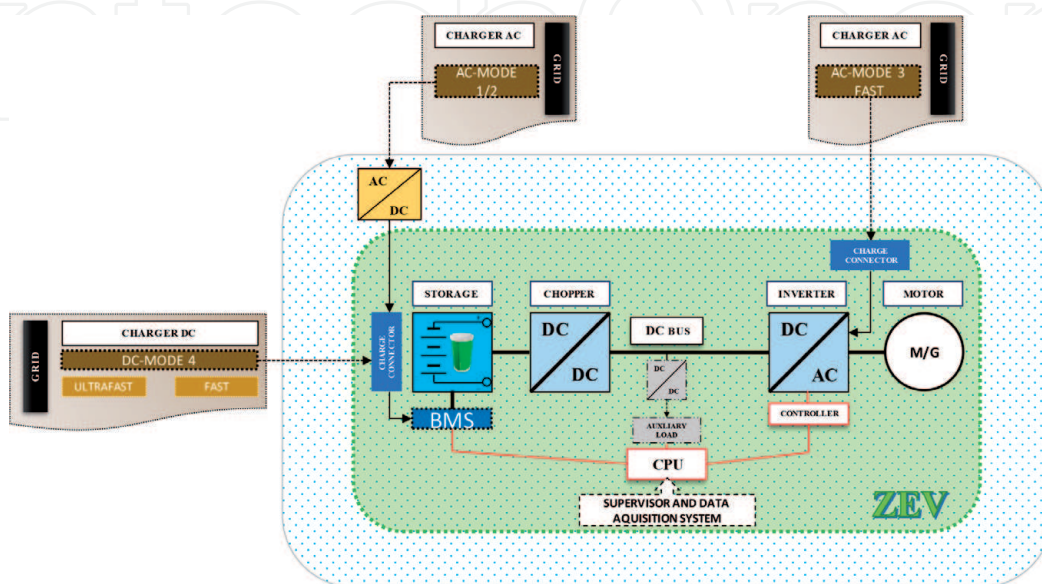 CHARGER AC
AC-MODE
1/2
GRID
CHARGER AC
AC-MODE 3
FAST
GRID
AC
DC
CHARGE
CONNECTOR
STORAGE
CHOPPER
INVERTER
MOTOR
GRID
CHARGER DC
DC-MODE 4
ULTRAFAST
FAST
CHARGE
CONNECTOR
DC
DC
DC BUS
DC
DC
DC
AC
M/G
BMS
AUXLIARY
LOAD
CONTROLLER
CPU
SUPERVISOR AND DATA
AQUISITION SYSTEM
ZEV